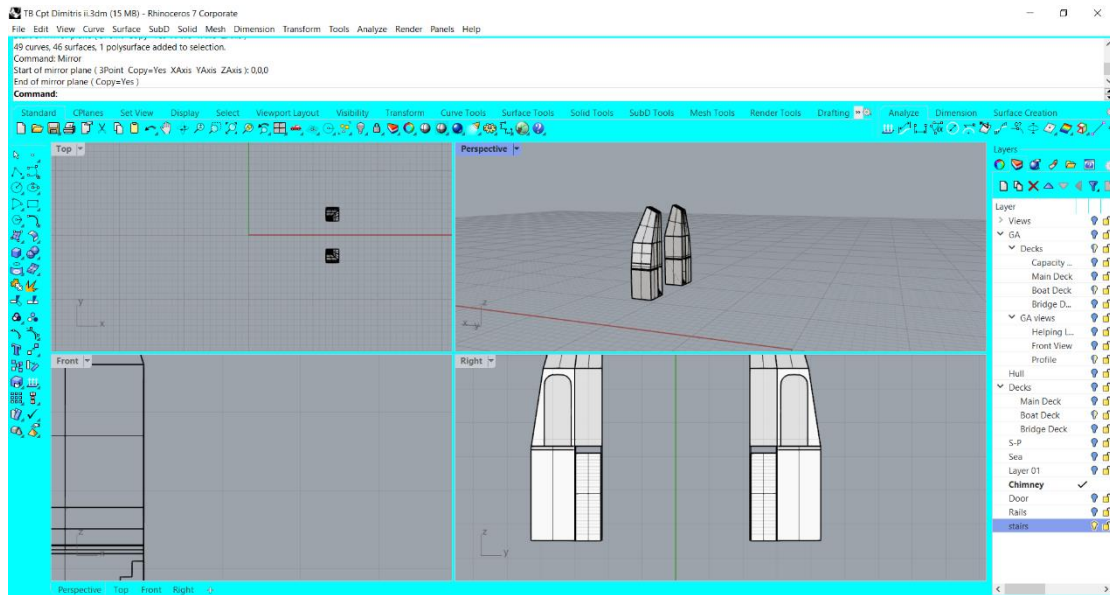 TB Cpt Dimitris ii.3dm (15 MB) - Rhinoceros 7 Corporate
File Edit View Curve Surface SubD Solid Mesh Dimension Transform Tools Analyze Render Panels Help
49 curves, 46 surfaces, 1 polysurface added to selection.
Command: Mirror
Start of mirror plane ( 3Point Copy=Yes XAxis YAxis ZAxis ): 0,0,0
End of mirror plane ( Copy=Yes )
Command:
Standard CPlanes Set View Display Select Viewport Layout Visibility Transform Curve Tools Surface Tools Solid Tools SubD Tools Mesh Tools Render Tools Drafting Analyze Dimension Surface Creation
Top
y
x
Perspective
z
x y
Front
z
x
Right
z
y
Layers
Layer
Views
GA
Decks
Capacity ...
Main Deck
Boat Deck
Bridge D...
GA views
Helping L...
Front View
Profile
Hull
Decks
Main Deck
Boat Deck
Bridge Deck
S-P
Sea
Layer 01
Chimney
Door
Rails
stairs
Perspective Top Front Right